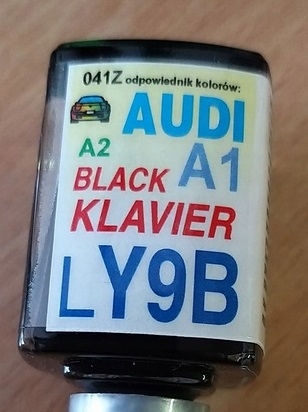 041Z odpowiednik kolorów:
AUDI
A2 A1
BLACK
KLAVIER
LY9B